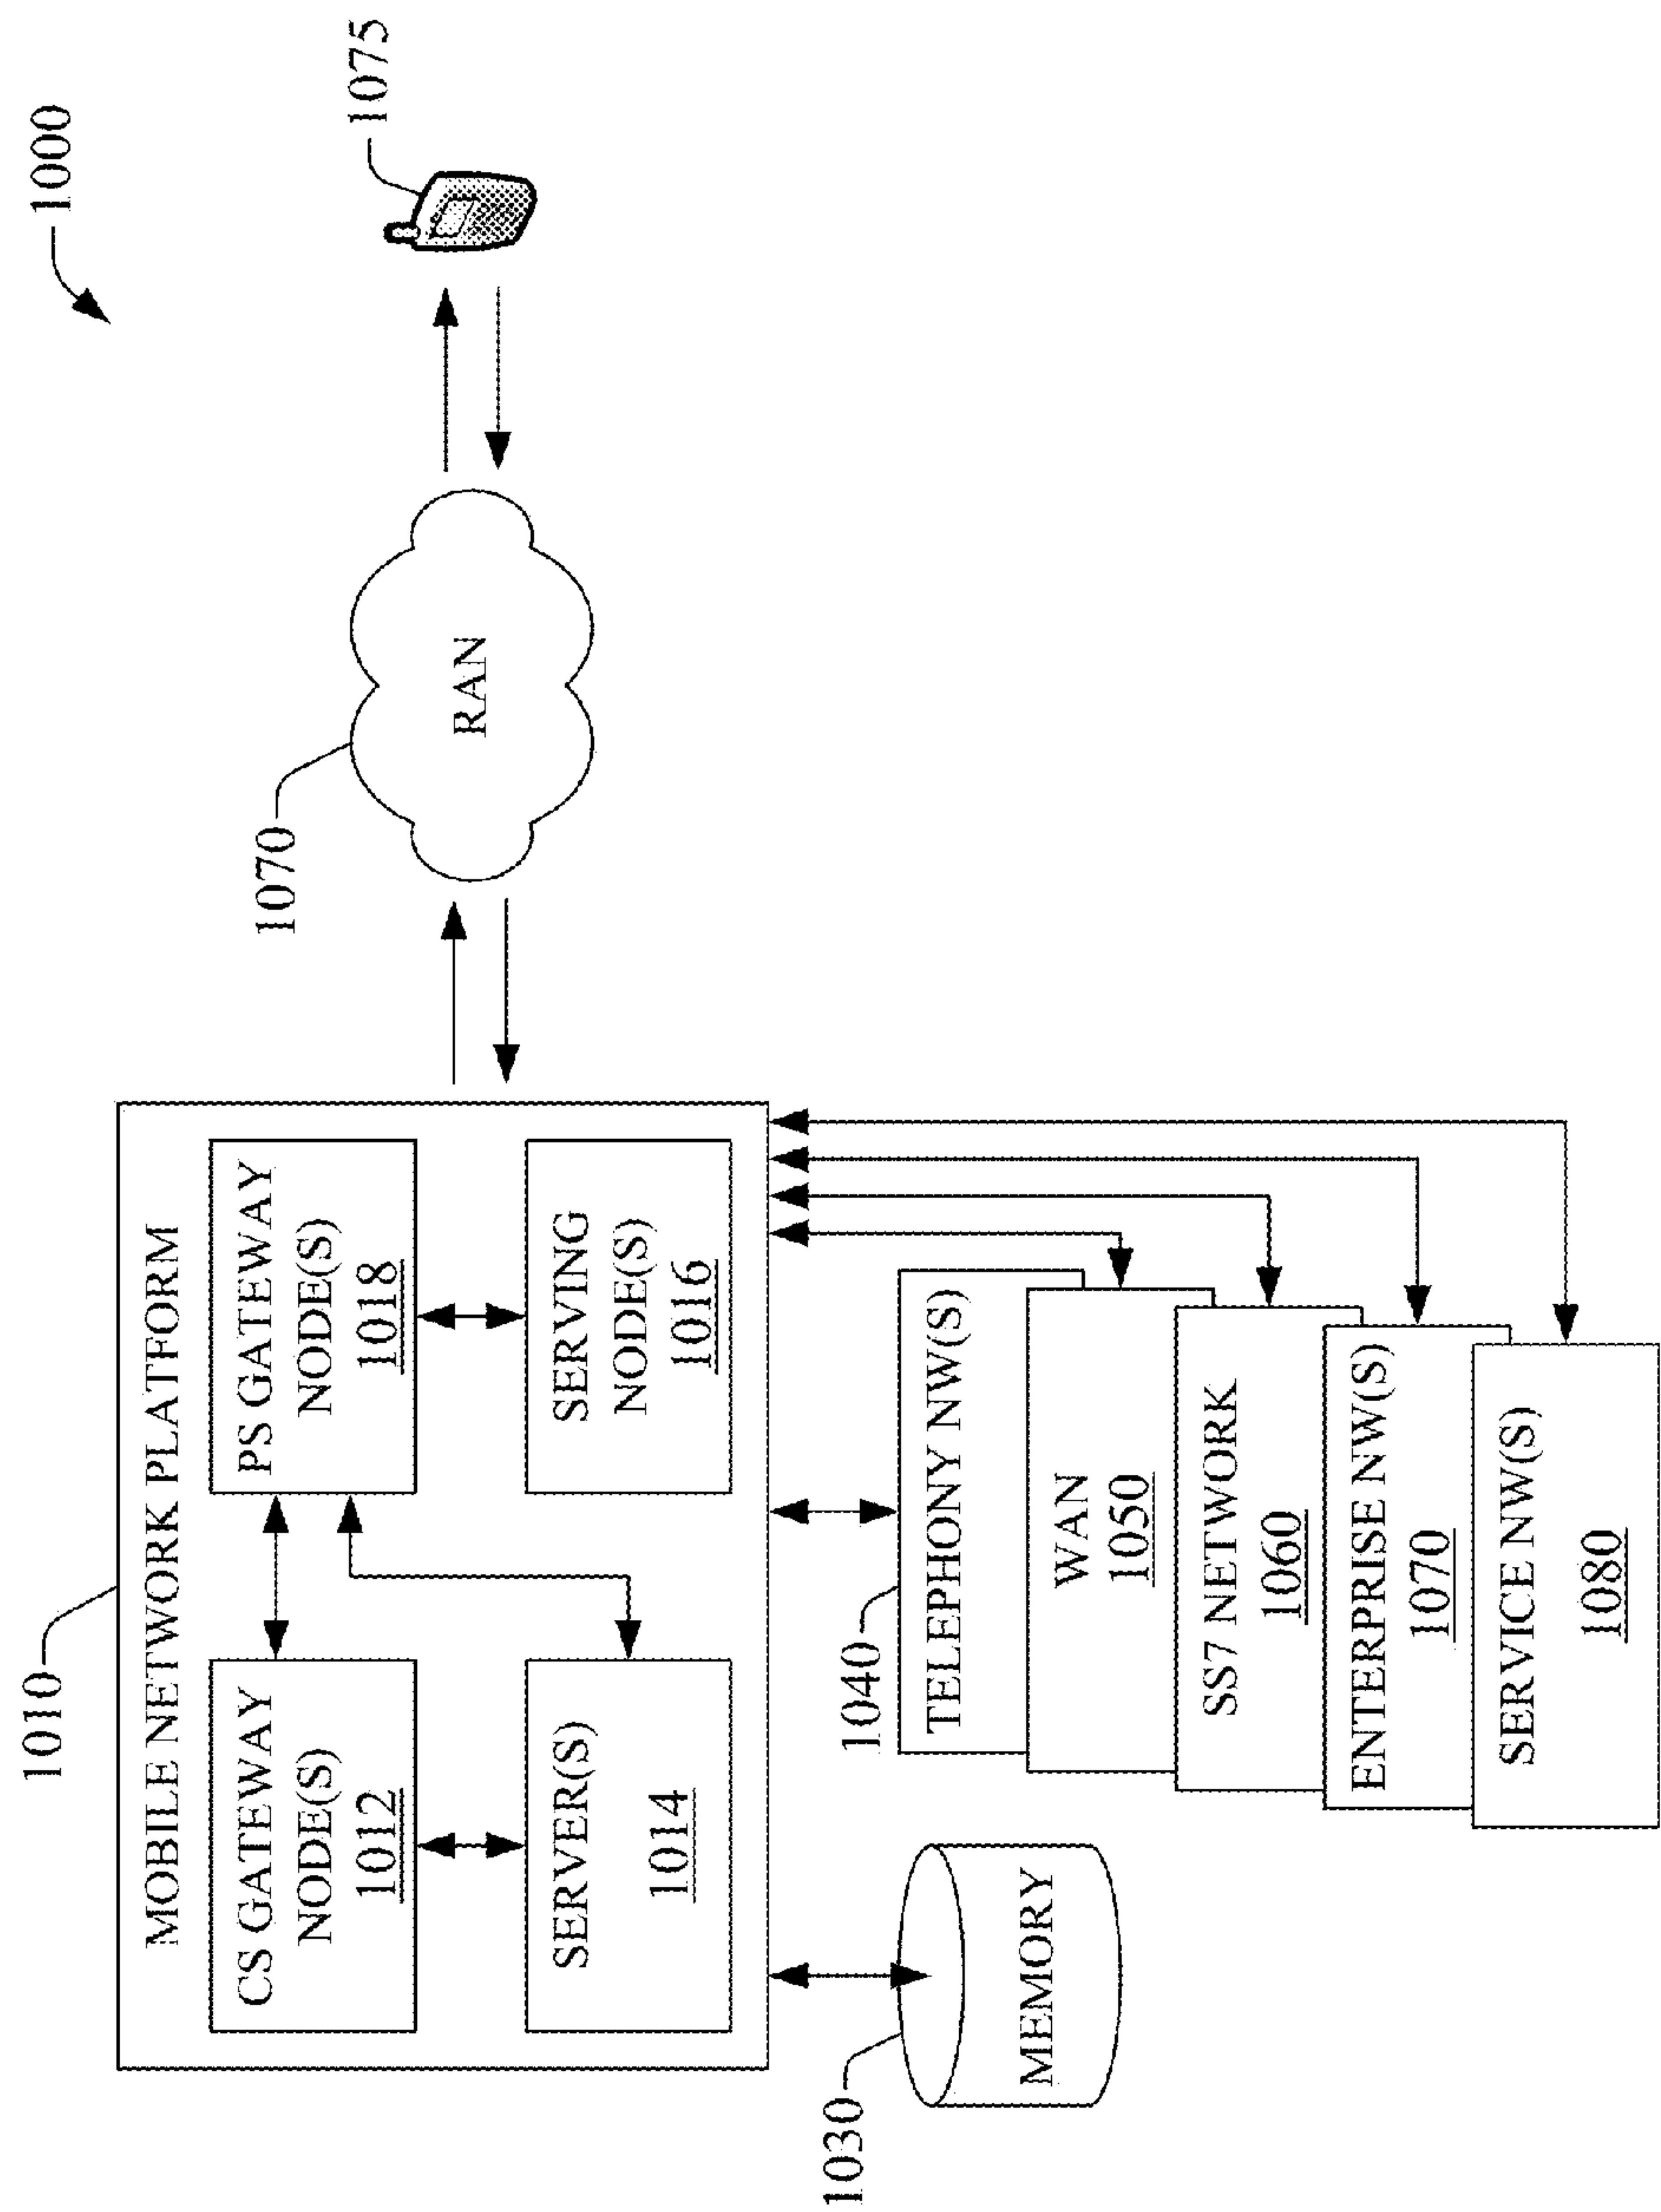 1000
1010
MOBILE NETWORK PLATFORM
CS GATEWAY
NODE(S)
1012
PS GATEWAY
NODE(S)
1018
SERVER(S)
1014
SERVING
NODE(S)
1016
1070
RAN
1075
1030
MEMORY
1040
TELEPHONY NW(S)
WAN
1050
SS7 NETWORK
1060
ENTERPRISE NW(S)
1070
SERVICE NW(S)
1080